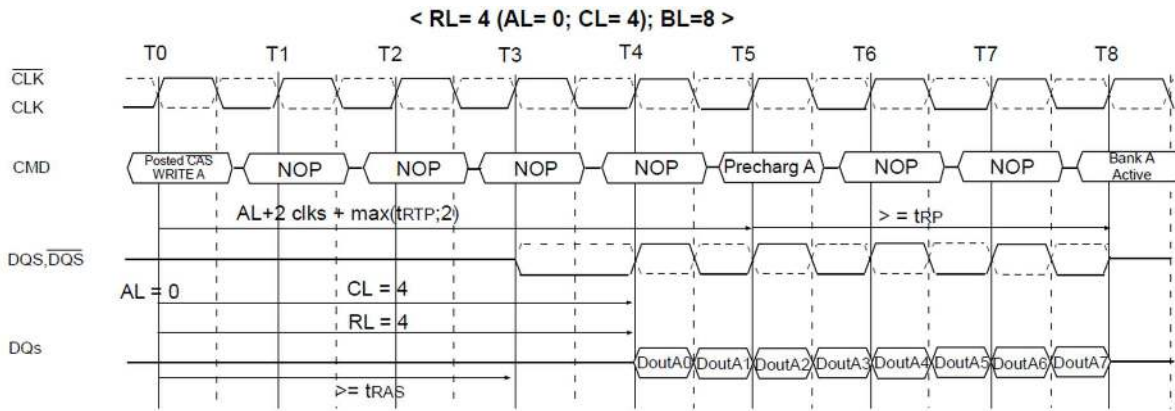 < RL= 4 (AL= 0; CL= 4); BL=8 >
T0 T1 T2 T3 T4 T5 T6 T7 T8
CLK
CLK
CMD
Posted CAS
WRITE A
NOP NOP NOP NOP Precharg A NOP NOP
Bank A
Active
AL+2 clks + max(tRTP;2)
> = tRP
DQS,DQS
AL = 0
CL = 4
RL = 4
DQs
DoutA0 DoutA1 DoutA2 DoutA3 DoutA4 DoutA5 DoutA6 DoutA7
>= tRAS